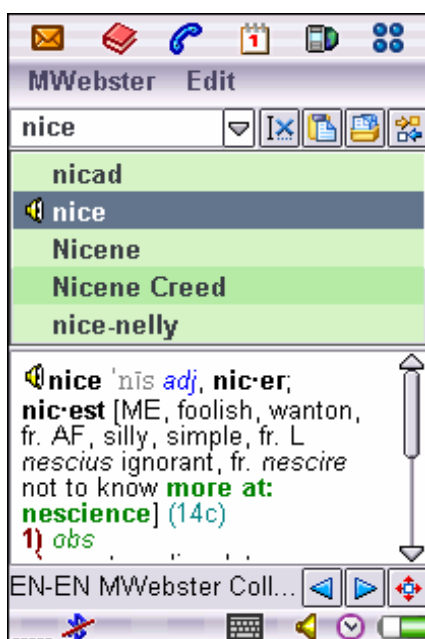 1
MWebster Edit
nice
nicad
nice
Nicene
Nicene Creed
nice-nelly
nice 'nīs adj, nic·er;
nic·est [ME, foolish, wanton,
fr. AF, silly, simple, fr. L
nescius ignorant, fr. nescire
not to know more at:
nescience] (14c)
1) obs
EN-EN MWebster Coll...